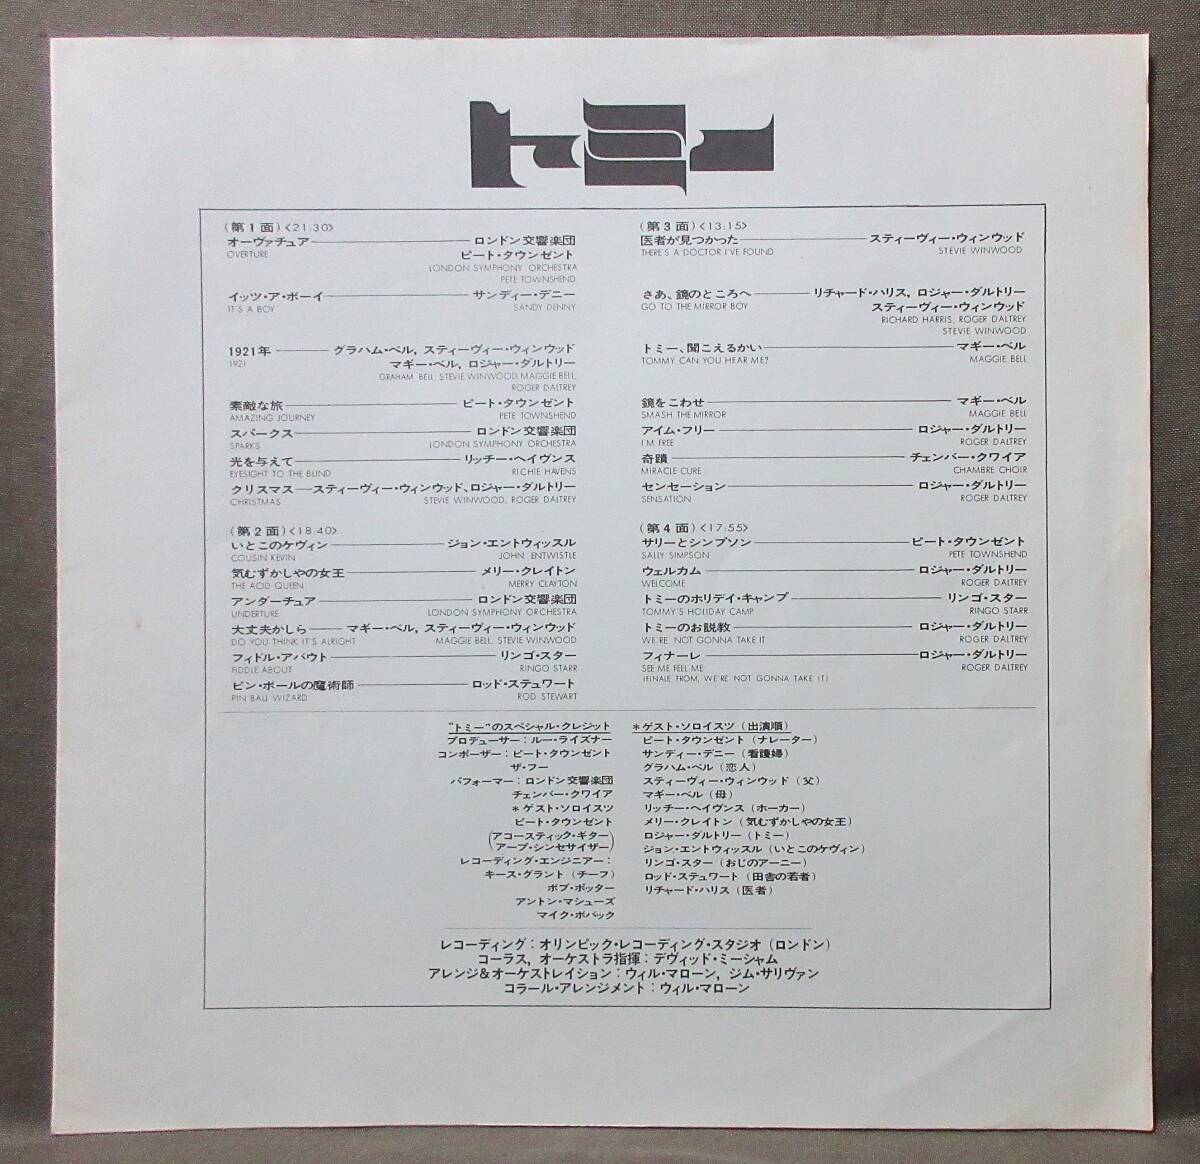 トミー
(第1面)<21:30>
オーヴァチュア ロンドン交響楽団
OVERTURE ピート・タウンゼント
LONDON SYMPHONY ORCHESTRA
PETE TOWNSHEND
イッツ・ア・ボーイ サンディー・デニー
IT'S A BOY SANDY DENNY
1921年 グラハム・ベル, スティーヴィー・ウィンウッド
1921 マギー・ベル, ロジャー・ダルトリー
GRAHAM BELL, STEVIE WINWOOD, MAGGIE BELL,
ROGER DALTREY
素敵な旅 ピート・タウンゼント
AMAZING JOURNEY PETE TOWNSHEND
スパークス ロンドン交響楽団
SPARKS LONDON SYMPHONY ORCHESTRA
光を与えて リッチー・ヘイヴンス
EYESIGHT TO THE BLIND RICHIE HAVENS
クリスマス スティーヴィー・ウィンウッド、ロジャー・ダルトリー
CHRISTMAS STEVIE WINWOOD, ROGER DALTREY
(第2面)<18:40>
いとこのケヴィン ジョン・エントウィッスル
COUSIN KEVIN JOHN ENTWISTLE
気むずかしやの女王 メリー・クレイトン
THE ACID QUEEN MERRY CLAYTON
アンダーチュア ロンドン交響楽団
UNDERTURE LONDON SYMPHONY ORCHESTRA
大丈夫かしら マギー・ベル, スティーヴィー・ウィンウッド
DO YOU THINK IT'S ALRIGHT MAGGIE BELL, STEVIE WINWOOD
フィドル・アバウト リンゴ・スター
FIDDLE ABOUT RINGO STARR
ピン・ボールの魔術師 ロッド・ステュワート
PIN BALL WIZARD ROD STEWART
(第3面)<13:15>
医者が見つかった スティーヴィー・ウィンウッド
THERE'S A DOCTOR I'VE FOUND STEVIE WINWOOD
さあ、鏡のところへ リチャード・ハリス, ロジャー・ダルトリー
GO TO THE MIRROR BOY スティーヴィー・ウィンウッド
RICHARD HARRIS, ROGER DALTREY
STEVIE WINWOOD
トミー、聞こえるかい マギー・ベル
TOMMY CAN YOU HEAR ME? MAGGIE BELL
鏡をこわせ マギー・ベル
SMASH THE MIRROR MAGGIE BELL
アイム・フリー ロジャー・ダルトリー
I'M FREE ROGER DALTREY
奇蹟 チェンバー・クワイア
MIRACLE CURE CHAMBRE CHOIR
センセーション ロジャー・ダルトリー
SENSATION ROGER DALTREY
(第4面)<17:55>
サリーとシンプソン ピート・タウンゼント
SALLY SIMPSON PETE TOWNSHEND
ウェルカム ロジャー・ダルトリー
WELCOME ROGER DALTREY
トミーのホリデイ・キャンプ リンゴ・スター
TOMMY'S HOLIDAY CAMP RINGO STARR
トミーのお説教 ロジャー・ダルトリー
WE'RE NOT GONNA TAKE IT ROGER DALTREY
フィナーレ ロジャー・ダルトリー
SEE ME FEEL ME ROGER DALTREY
(FINALE FROM, WE'RE NOT GONNA TAKE IT)
"トミー"のスペシャル・クレジット
プロデューサー：ルー・ライズナー
コンポーザー：ピート・タウンゼント
ザ・フー
パフォーマー：ロンドン交響楽団
チェンバー・クワイア
＊ゲスト・ソロイスツ
ピート・タウンゼント
(アコースティック・ギター
アープ・シンセサイザー)
レコーディング・エンジニアー：
キース・グラント (チーフ)
ボブ・ポッター
アントン・マシューズ
マイク・ボバック
＊ゲスト・ソロイスツ (出演順)
ピート・タウンゼント (ナレーター)
サンディー・デニー (看護婦)
グラハム・ベル (恋人)
スティーヴィー・ウィンウッド (父)
マギー・ベル (母)
リッチー・ヘイヴンス (ホーカー)
メリー・クレイトン (気むずかしやの女王)
ロジャー・ダルトリー (トミー)
ジョン・エントウィッスル (いとこのケヴィン)
リンゴ・スター (おじのアーニー)
ロッド・ステュワート (田舎の若者)
リチャード・ハリス (医者)
レコーディング：オリンピック・レコーディング・スタジオ (ロンドン)
コーラス, オーケストラ指揮：デヴィッド・ミーシャム
アレンジ&オーケストレイション：ウィル・マローン, ジム・サリヴァン
コラール・アレンジメント：ウィル・マローン